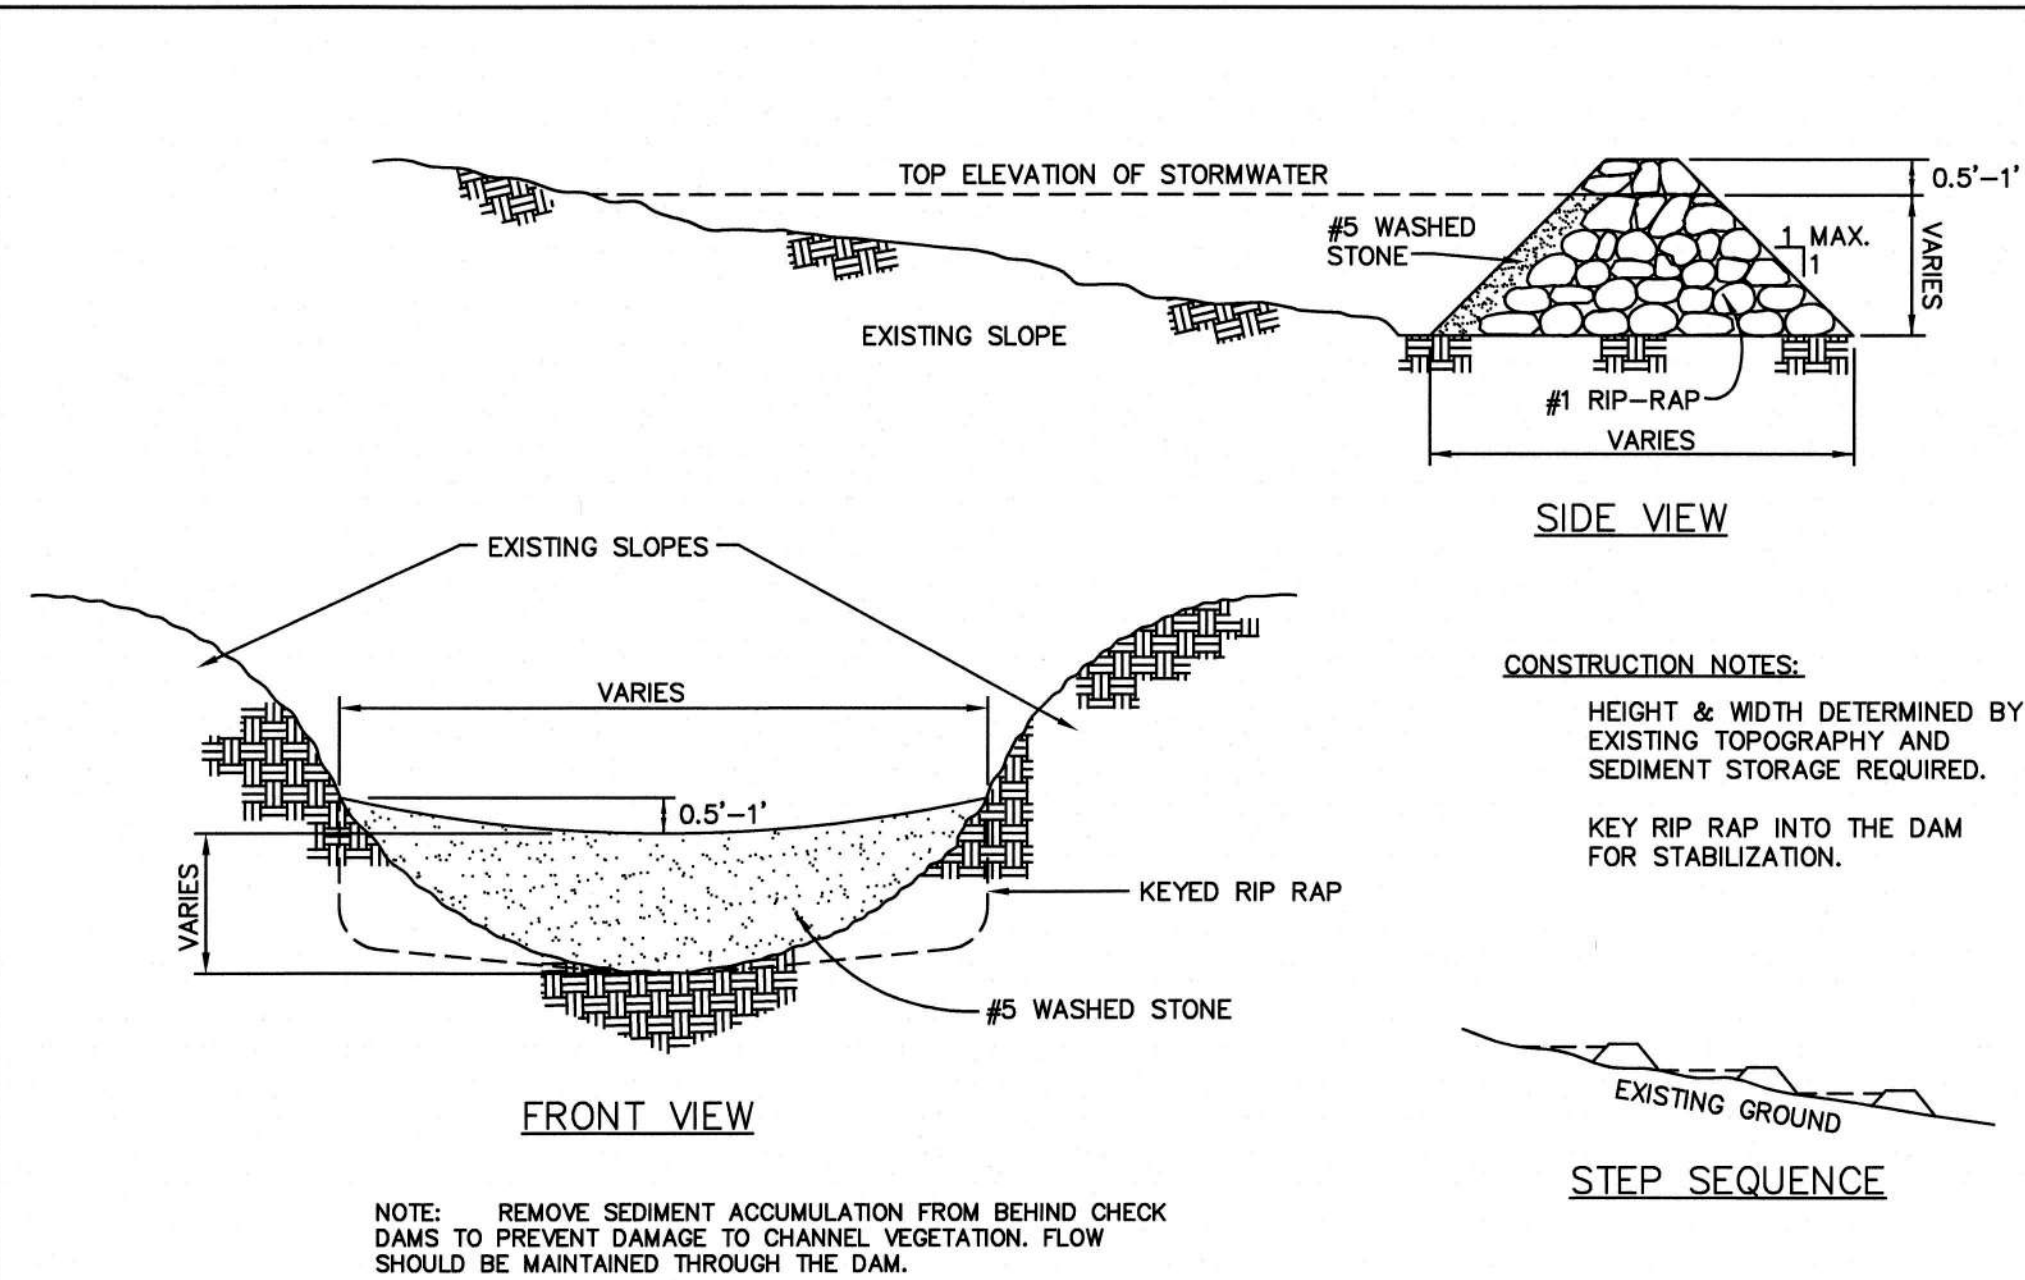 TOP ELEVATION OF STORMWATER
0.5'-1'
#5 WASHED
STONE
1 MAX.
1
VARIES
EXISTING SLOPE
#1 RIP-RAP
VARIES
SIDE VIEW
EXISTING SLOPES
VARIES
0.5'-1'
VARIES
KEYED RIP RAP
#5 WASHED STONE
FRONT VIEW
CONSTRUCTION NOTES:
HEIGHT & WIDTH DETERMINED BY
EXISTING TOPOGRAPHY AND
SEDIMENT STORAGE REQUIRED.
KEY RIP RAP INTO THE DAM
FOR STABILIZATION.
EXISTING GROUND
STEP SEQUENCE
NOTE: REMOVE SEDIMENT ACCUMULATION FROM BEHIND CHECK
DAMS TO PREVENT DAMAGE TO CHANNEL VEGETATION. FLOW
SHOULD BE MAINTAINED THROUGH THE DAM.